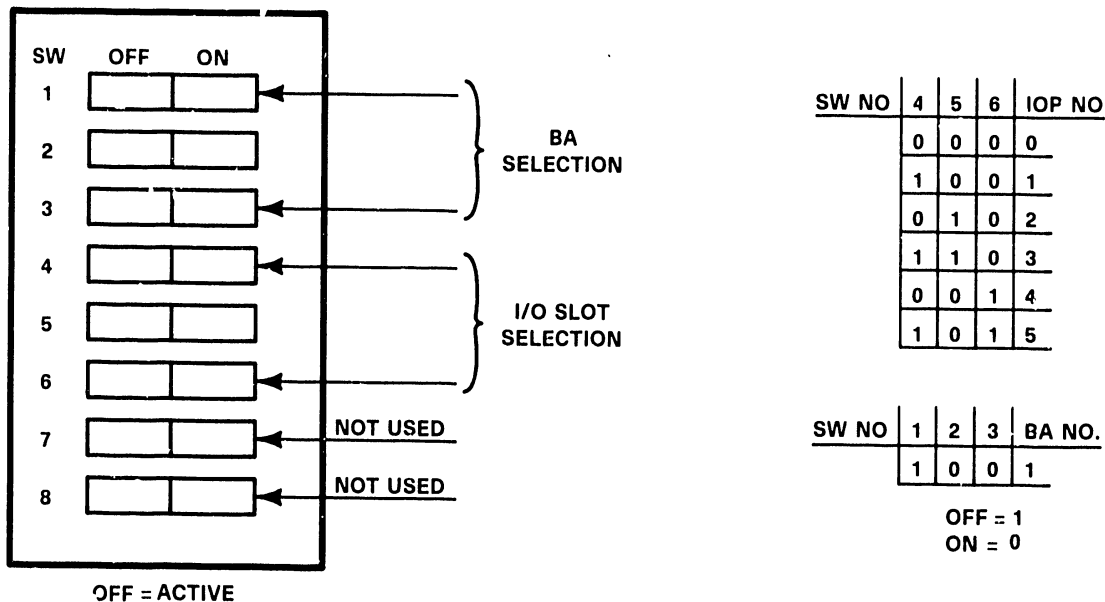 SW OFF ON
1
2
3
4
5
6
7
8
BA
SELECTION
I/O SLOT
SELECTION
NOT USED
NOT USED
OFF = ACTIVE
SW NO 4 5 6 IOP NO
0 0 0 0
1 0 0 1
0 1 0 2
1 1 0 3
0 0 1 4
1 0 1 5
SW NO 1 2 3 BA NO.
1 0 0 1
OFF = 1
ON = 0